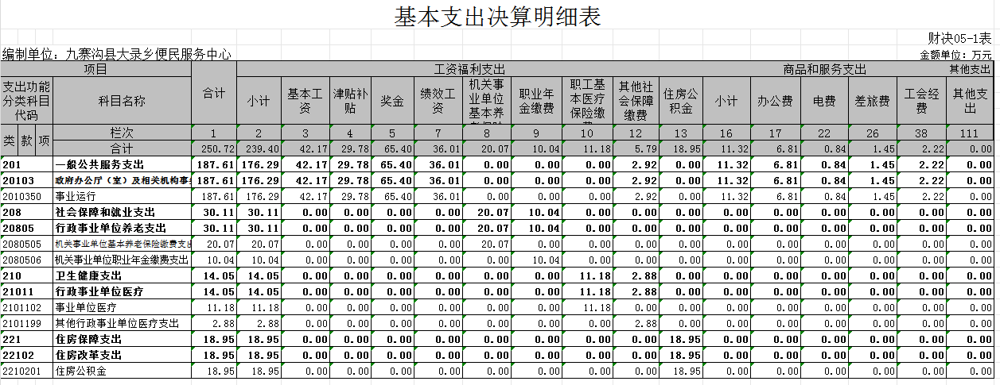 基本支出决算明细表
财决05-1表
编制单位：九寨沟县大录乡便民服务中心 金额单位：万元
项目 合计 工资福利支出 商品和服务支出 其他支出
支出功能分类科目代码 科目名称 小计 基本工资 津贴补贴 奖金 绩效工资 机关事业单位基本养 职业年金缴费 职工基本医疗保险缴 其他社会保障缴费 住房公积金 小计 办公费 电费 差旅费 工会经费 其他支出
类 款 项 栏次 1 2 3 4 5 7 8 9 10 12 13 16 17 22 26 38 111
合计 250.72 239.40 42.17 29.78 65.40 36.01 20.07 10.04 11.18 5.79 18.95 11.32 6.81 0.84 1.45 2.22 0.00
201 一般公共服务支出 187.61 176.29 42.17 29.78 65.40 36.01 0.00 0.00 0.00 2.92 0.00 11.32 6.81 0.84 1.45 2.22 0.00
20103 政府办公厅（室）及相关机构事 187.61 176.29 42.17 29.78 65.40 36.01 0.00 0.00 0.00 2.92 0.00 11.32 6.81 0.84 1.45 2.22 0.00
2010350 事业运行 187.61 176.29 42.17 29.78 65.40 36.01 0.00 0.00 0.00 2.92 0.00 11.32 6.81 0.84 1.45 2.22 0.00
208 社会保障和就业支出 30.11 30.11 0.00 0.00 0.00 0.00 20.07 10.04 0.00 0.00 0.00 0.00 0.00 0.00 0.00 0.00 0.00
20805 行政事业单位养老支出 30.11 30.11 0.00 0.00 0.00 0.00 20.07 10.04 0.00 0.00 0.00 0.00 0.00 0.00 0.00 0.00 0.00
2080505 机关事业单位基本养老保险缴费支出 20.07 20.07 0.00 0.00 0.00 0.00 20.07 0.00 0.00 0.00 0.00 0.00 0.00 0.00 0.00 0.00 0.00
2080506 机关事业单位职业年金缴费支出 10.04 10.04 0.00 0.00 0.00 0.00 0.00 10.04 0.00 0.00 0.00 0.00 0.00 0.00 0.00 0.00 0.00
210 卫生健康支出 14.05 14.05 0.00 0.00 0.00 0.00 0.00 0.00 11.18 2.88 0.00 0.00 0.00 0.00 0.00 0.00 0.00
21011 行政事业单位医疗 14.05 14.05 0.00 0.00 0.00 0.00 0.00 0.00 11.18 2.88 0.00 0.00 0.00 0.00 0.00 0.00 0.00
2101102 事业单位医疗 11.18 11.18 0.00 0.00 0.00 0.00 0.00 0.00 11.18 0.00 0.00 0.00 0.00 0.00 0.00 0.00 0.00
2101199 其他行政事业单位医疗支出 2.88 2.88 0.00 0.00 0.00 0.00 0.00 0.00 0.00 2.88 0.00 0.00 0.00 0.00 0.00 0.00 0.00
221 住房保障支出 18.95 18.95 0.00 0.00 0.00 0.00 0.00 0.00 0.00 0.00 18.95 0.00 0.00 0.00 0.00 0.00 0.00
22102 住房改革支出 18.95 18.95 0.00 0.00 0.00 0.00 0.00 0.00 0.00 0.00 18.95 0.00 0.00 0.00 0.00 0.00 0.00
2210201 住房公积金 18.95 18.95 0.00 0.00 0.00 0.00 0.00 0.00 0.00 0.00 18.95 0.00 0.00 0.00 0.00 0.00 0.00